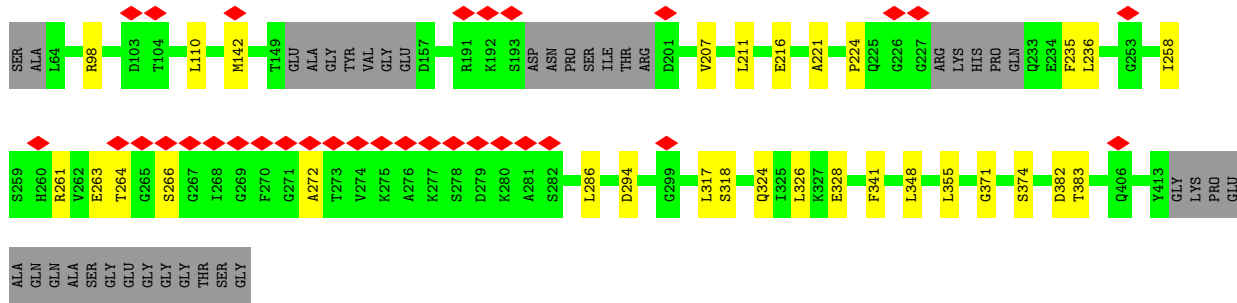 SER ALA L64 R98 D103 T104 L110 M142 T149 GLU ALA GLY TYR VAL GLY GLU D157 R191 K192 S193 ASP ASN PRO SER ILE THR ARG D201 V207 L211 E216 A221 P224 Q225 G226 G227 ARG LYS HIS PRO GLN Q233 E234 F235 L236 G253 I258
S259 H260 R261 V262 E263 T264 G265 S266 G267 I268 G269 F270 G271 A272 T273 V274 K275 A276 K277 S278 D279 K280 A281 S282 L286 D294 G299 L317 S318 Q324 I325 L326 K327 E328 F341 L348 L355 G371 S374 D382 T383 Q406 Y413 GLY LYS PRO GLU
ALA GLN GLN ALA SER GLY GLU GLY GLY GLY THR SER GLY